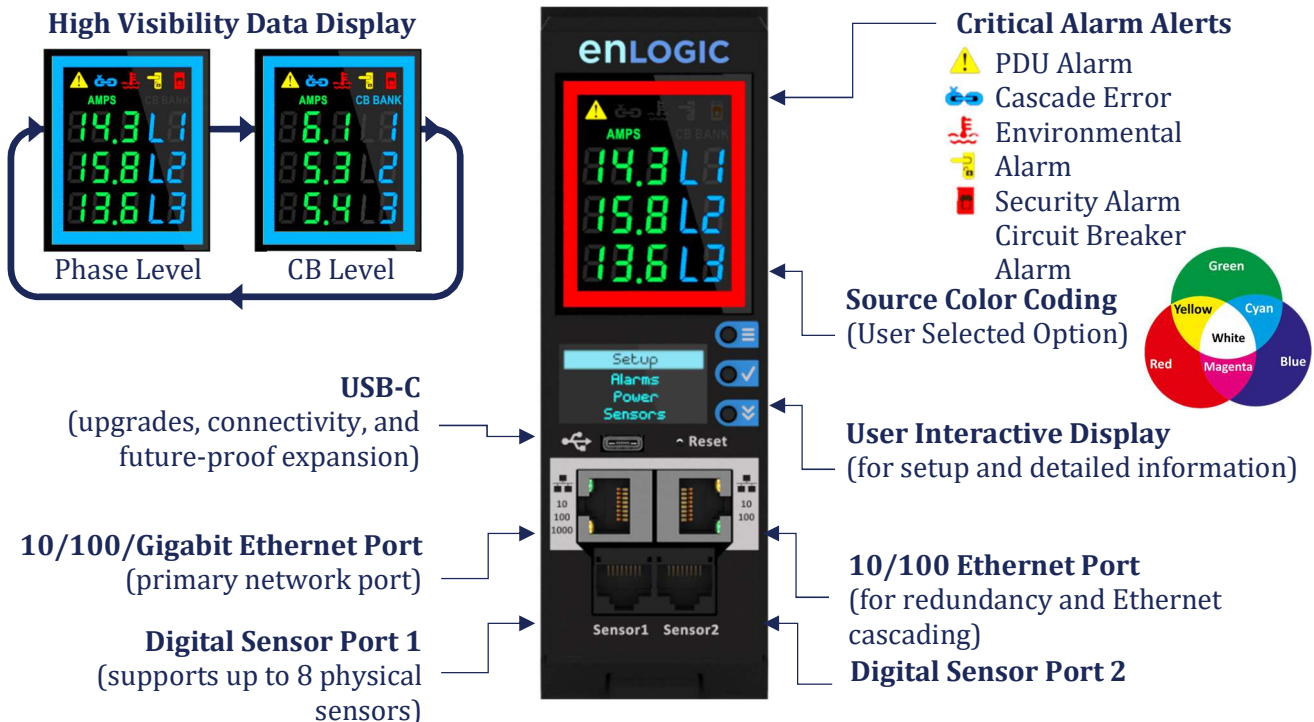 High Visibility Data Display
AMPS CB BANK
14.3 L1
15.8 L2
13.6 L3
Phase Level
AMPS CB BANK
6.1 1
5.3 L2
5.4 3
CB Level
enLOGIC
AMPS CB BANK
14.3 L1
15.8 L2
13.6 L3
Setup
Alarms
Power
Sensors
Reset
10
100
1000
10
100
Sensor1 Sensor2
Critical Alarm Alerts
PDU Alarm
Cascade Error
Environmental
Alarm
Security Alarm
Circuit Breaker
Alarm
Source Color Coding
(User Selected Option)
Green
Yellow
Cyan
White
Red
Magenta
Blue
User Interactive Display
(for setup and detailed information)
USB-C
(upgrades, connectivity, and
future-proof expansion)
10/100/Gigabit Ethernet Port
(primary network port)
10/100 Ethernet Port
(for redundancy and Ethernet
cascading)
Digital Sensor Port 1
(supports up to 8 physical
sensors)
Digital Sensor Port 2